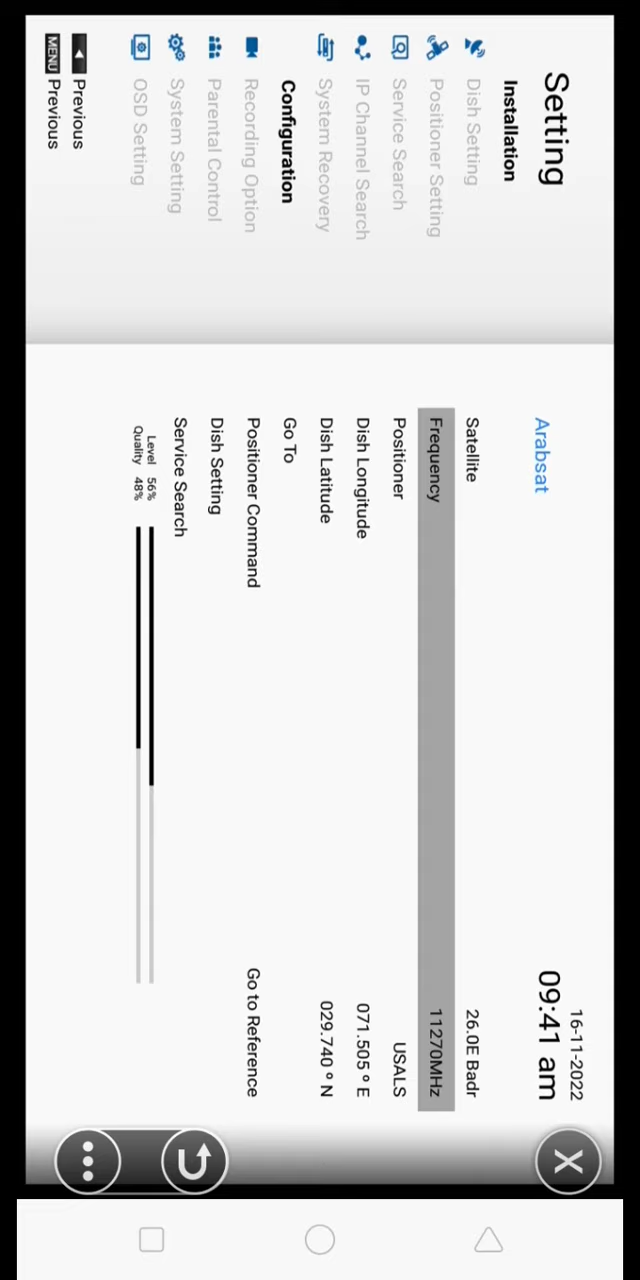 Setting
Installation
Dish Setting
Positioner Setting
Service Search
IP Channel Search
System Recovery
Configuration
Recording Option
Parental Control
System Setting
OSD Setting
Previous
MENU Previous
16-11-2022
Arabsat 09:41 am
Satellite 26.0E Badr
Frequency 11270MHz
Positioner USALS
Dish Longitude 071.505 º E
Dish Latitude 029.740 º N
Go To
Positioner Command Go to Reference
Dish Setting
Service Search
Level 56%
Quality 48%
X